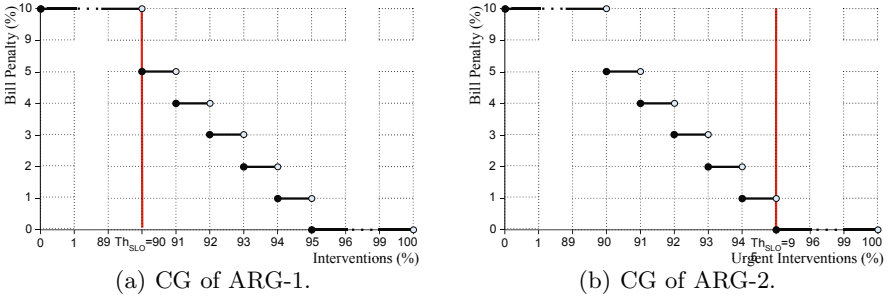 Bill Penalty (%)
10
9
5
4
3
2
1
0
0 1 89 Th_SLO=90 91 92 93 94 95 96 99 100
Interventions (%)
(a) CG of ARG-1.
Bill Penalty (%)
10
9
5
4
3
2
1
0
0 1 89 90 91 92 93 94 Th_SLO=9 96 99 100
5
Urgent Interventions (%)
(b) CG of ARG-2.